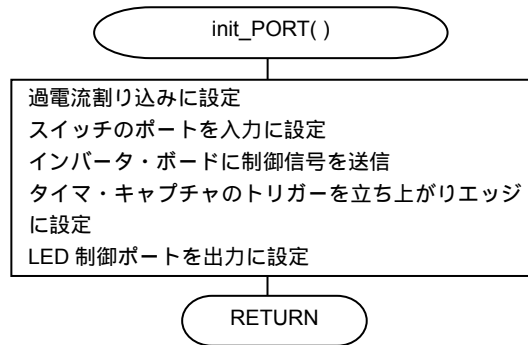 init_PORT( )
過電流割り込みに設定
スイッチのポートを入力に設定
インバータ・ボードに制御信号を送信
タイマ・キャプチャのトリガーを立ち上がりエッジ
に設定
LED 制御ポートを出力に設定
RETURN